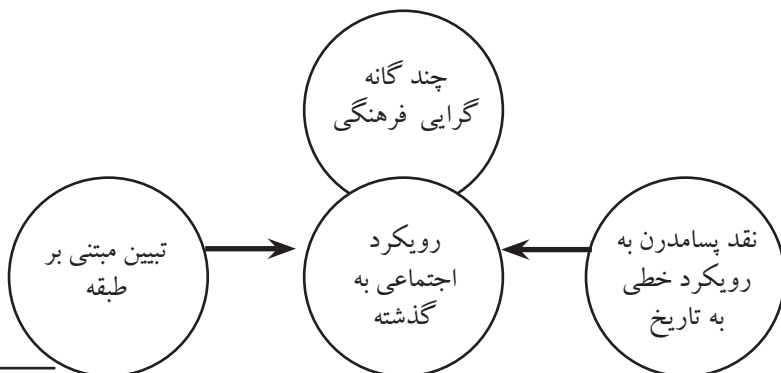 چند گانه
گرایی فرهنگی
نقد پسامدرن به
رویکرد خطی
به تاریخ
رویکرد
اجتماعی به
گذشته
تبیین مبتنی بر
طبقه